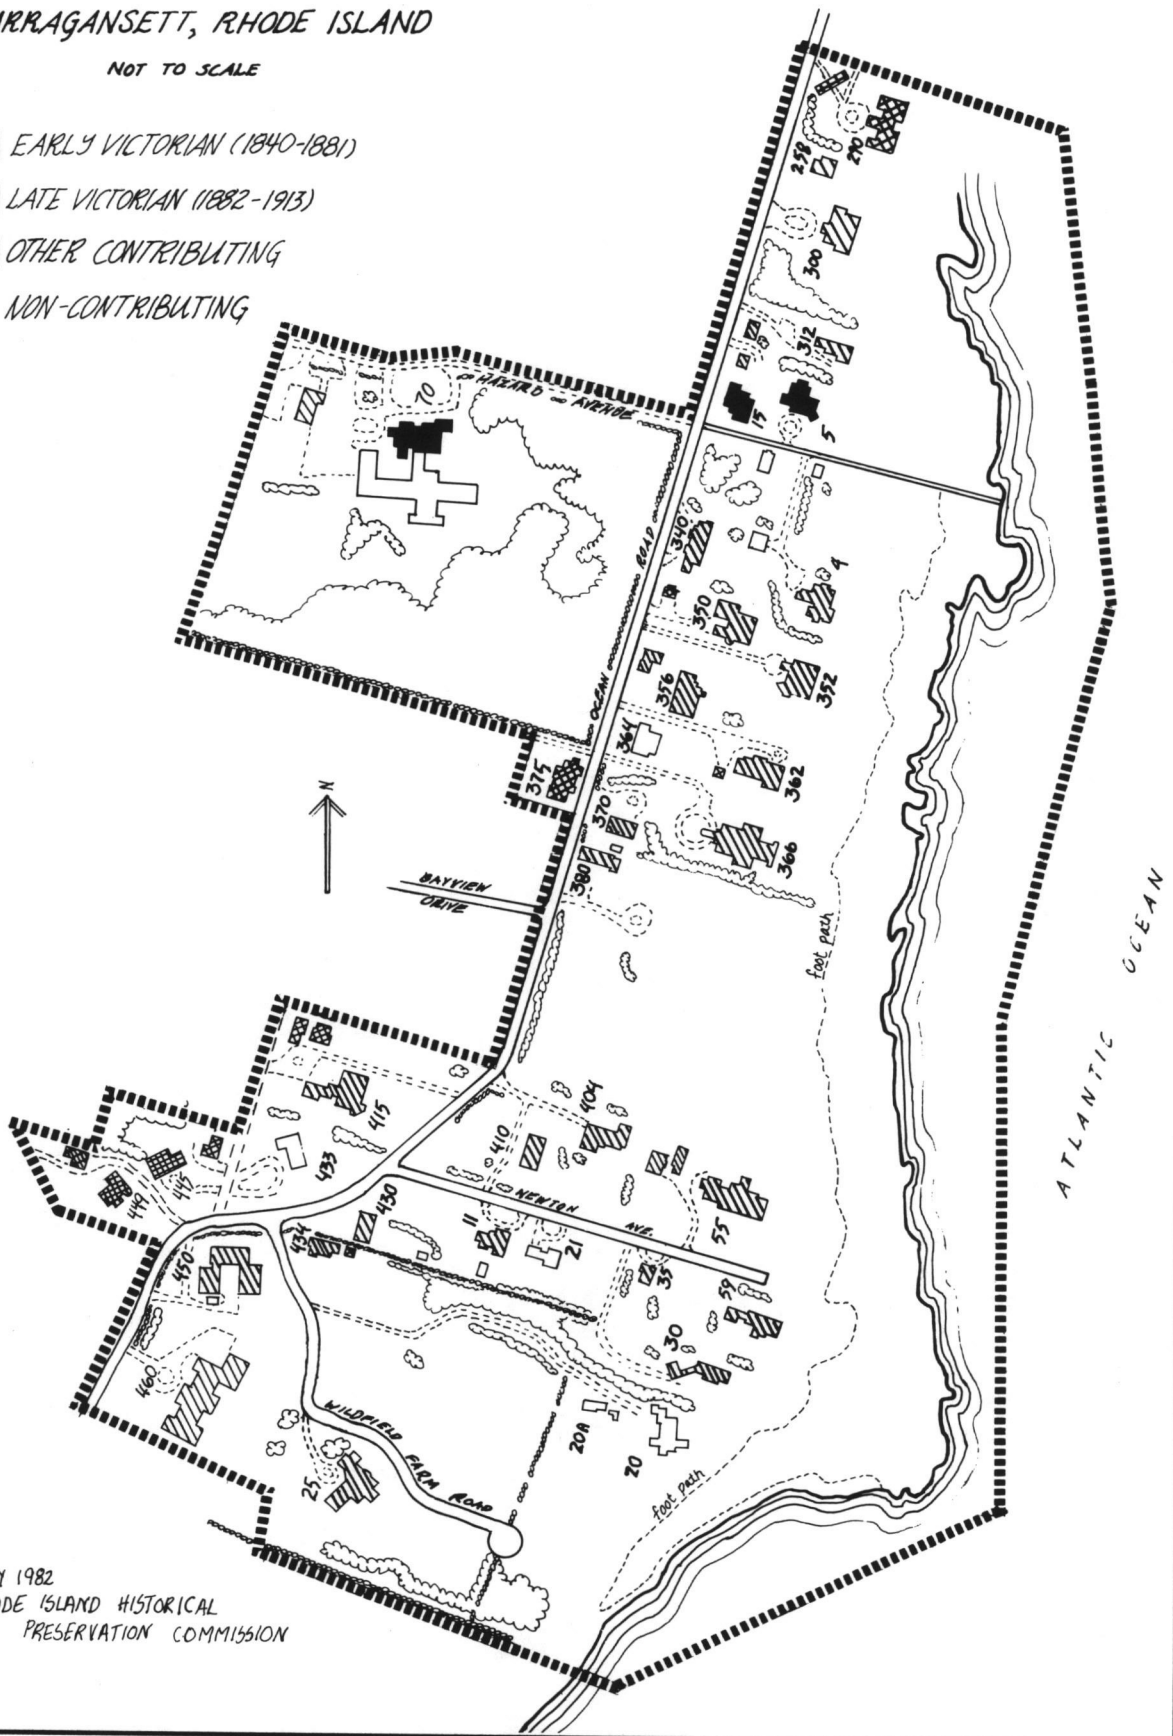 RRAGANSETT, RHODE ISLAND
NOT TO SCALE
EARLY VICTORIAN (1840-1881)
LATE VICTORIAN (1882-1913)
OTHER CONTRIBUTING
NON-CONTRIBUTING
290
298
300
312
HAZARD AVENUE
70
15
5
340
OCEAN ROAD
4
350
352
356
364
375
362
N
370
366
380
BAYVIEW
DRIVE
foot path
ATLANTIC OCEAN
415
404
410
433
445
449
430
NEWTON AVE.
11
55
434
21
450
35
59
30
460
WILDFIELD FARM ROAD
20A
20
25
foot path
Y 1982
DE ISLAND HISTORICAL
PRESERVATION COMMISSION